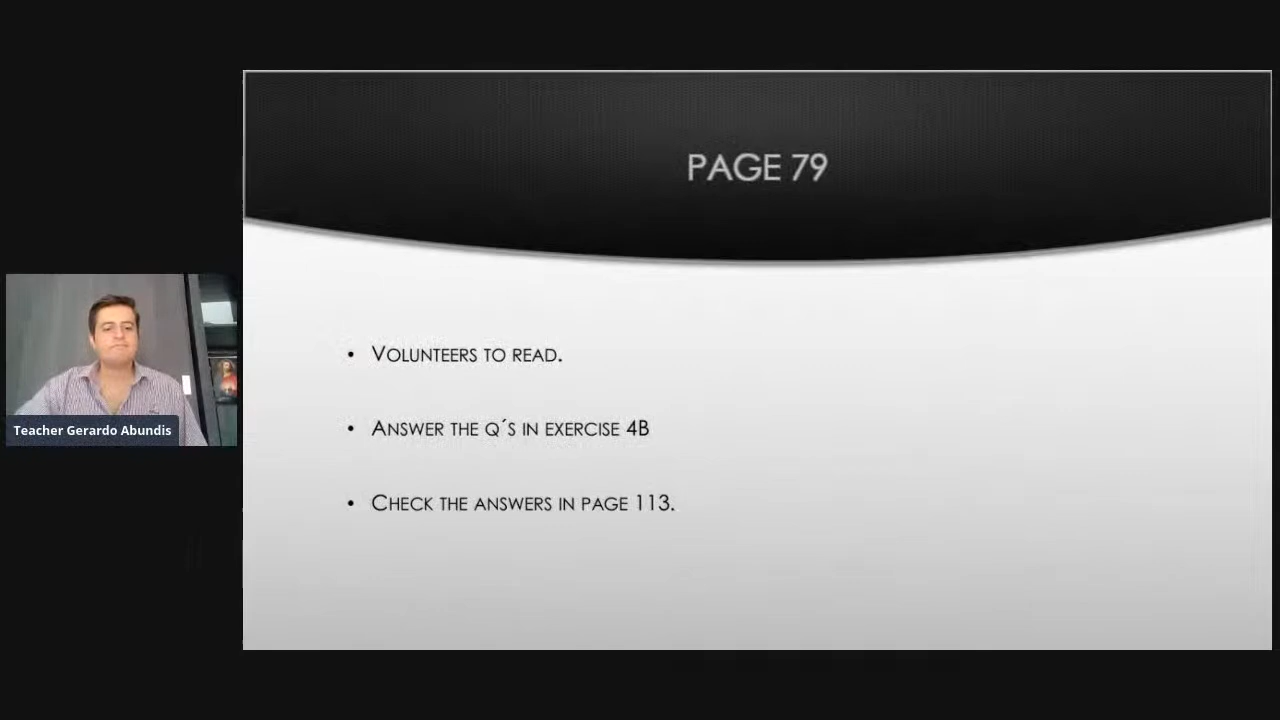 PAGE 79
VOLUNTEERS TO READ.
ANSWER THE Q´S IN EXERCISE 4B
CHECK THE ANSWERS IN PAGE 113.
Teacher Gerardo Abundis